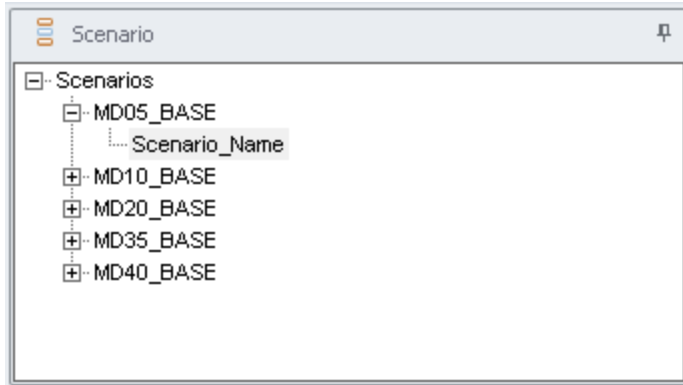 Scenario
Scenarios
MD05_BASE
Scenario_Name
MD10_BASE
MD20_BASE
MD35_BASE
MD40_BASE